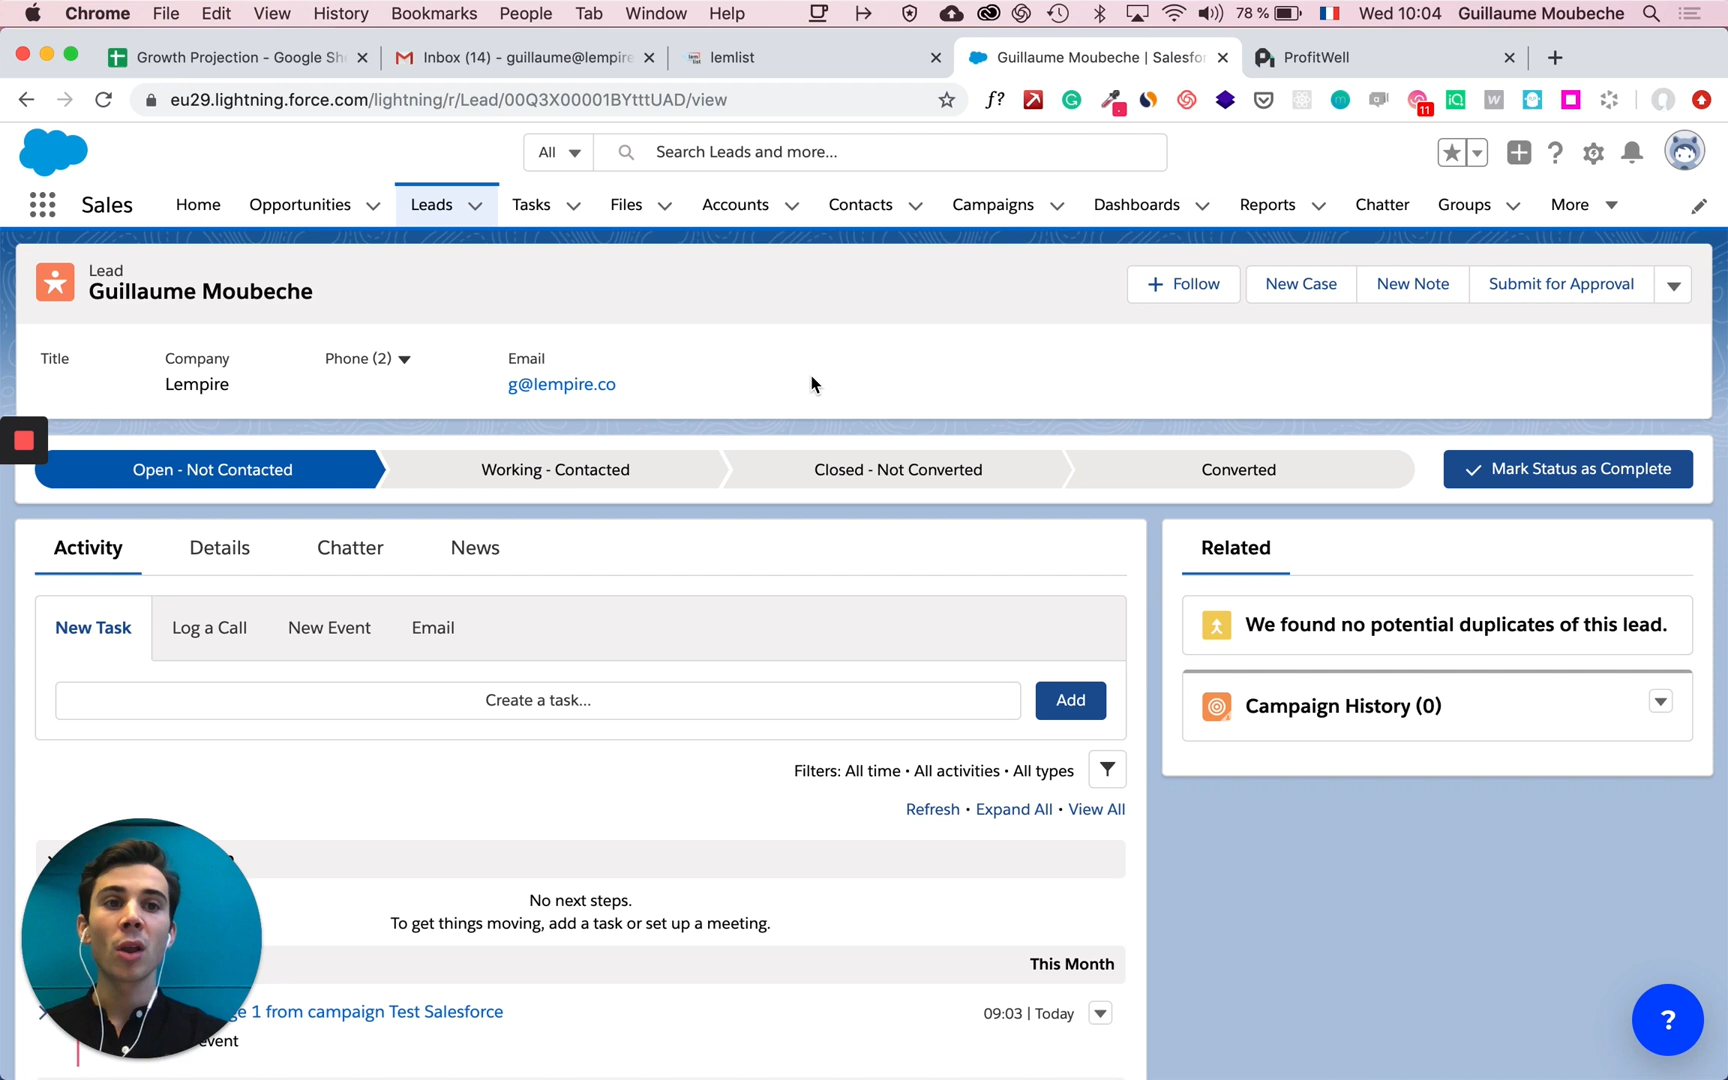 Chrome File Edit View History Bookmarks People Tab Window Help 78 % Wed 10:04 Guillaume Moubeche
Growth Projection - Google She
Inbox (14) - guillaume@lempire
lemlist
Guillaume Moubeche | Salesfor
ProfitWell
eu29.lightning.force.com/lightning/r/Lead/00Q3X00001BYtttUAD/view
f?
11
All
Search Leads and more...
Sales Home Opportunities Leads Tasks Files Accounts Contacts Campaigns Dashboards Reports Chatter Groups More
Lead
Guillaume Moubeche
+ Follow New Case New Note Submit for Approval
Title Company Phone (2) Email
Lempire g@lempire.co
Open - Not Contacted Working - Contacted Closed - Not Converted Converted Mark Status as Complete
Activity Details Chatter News
Related
New Task Log a Call New Event Email
We found no potential duplicates of this lead.
Create a task... Add
Campaign History (0)
Filters: All time • All activities • All types
Refresh • Expand All • View All
No next steps.
To get things moving, add a task or set up a meeting.
This Month
1 from campaign Test Salesforce
09:03 | Today
event
?